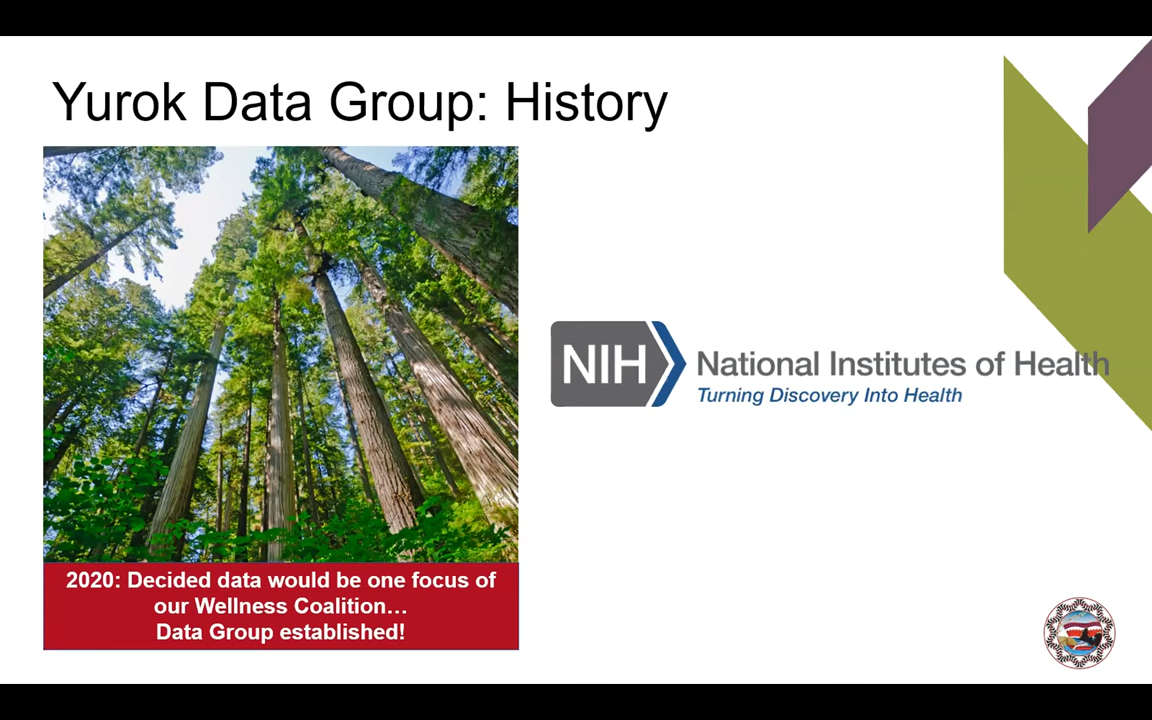 Yurok Data Group: History
NIH
National Institutes of Health
Turning Discovery Into Health
2020: Decided data would be one focus of
our Wellness Coalition...
Data Group established!